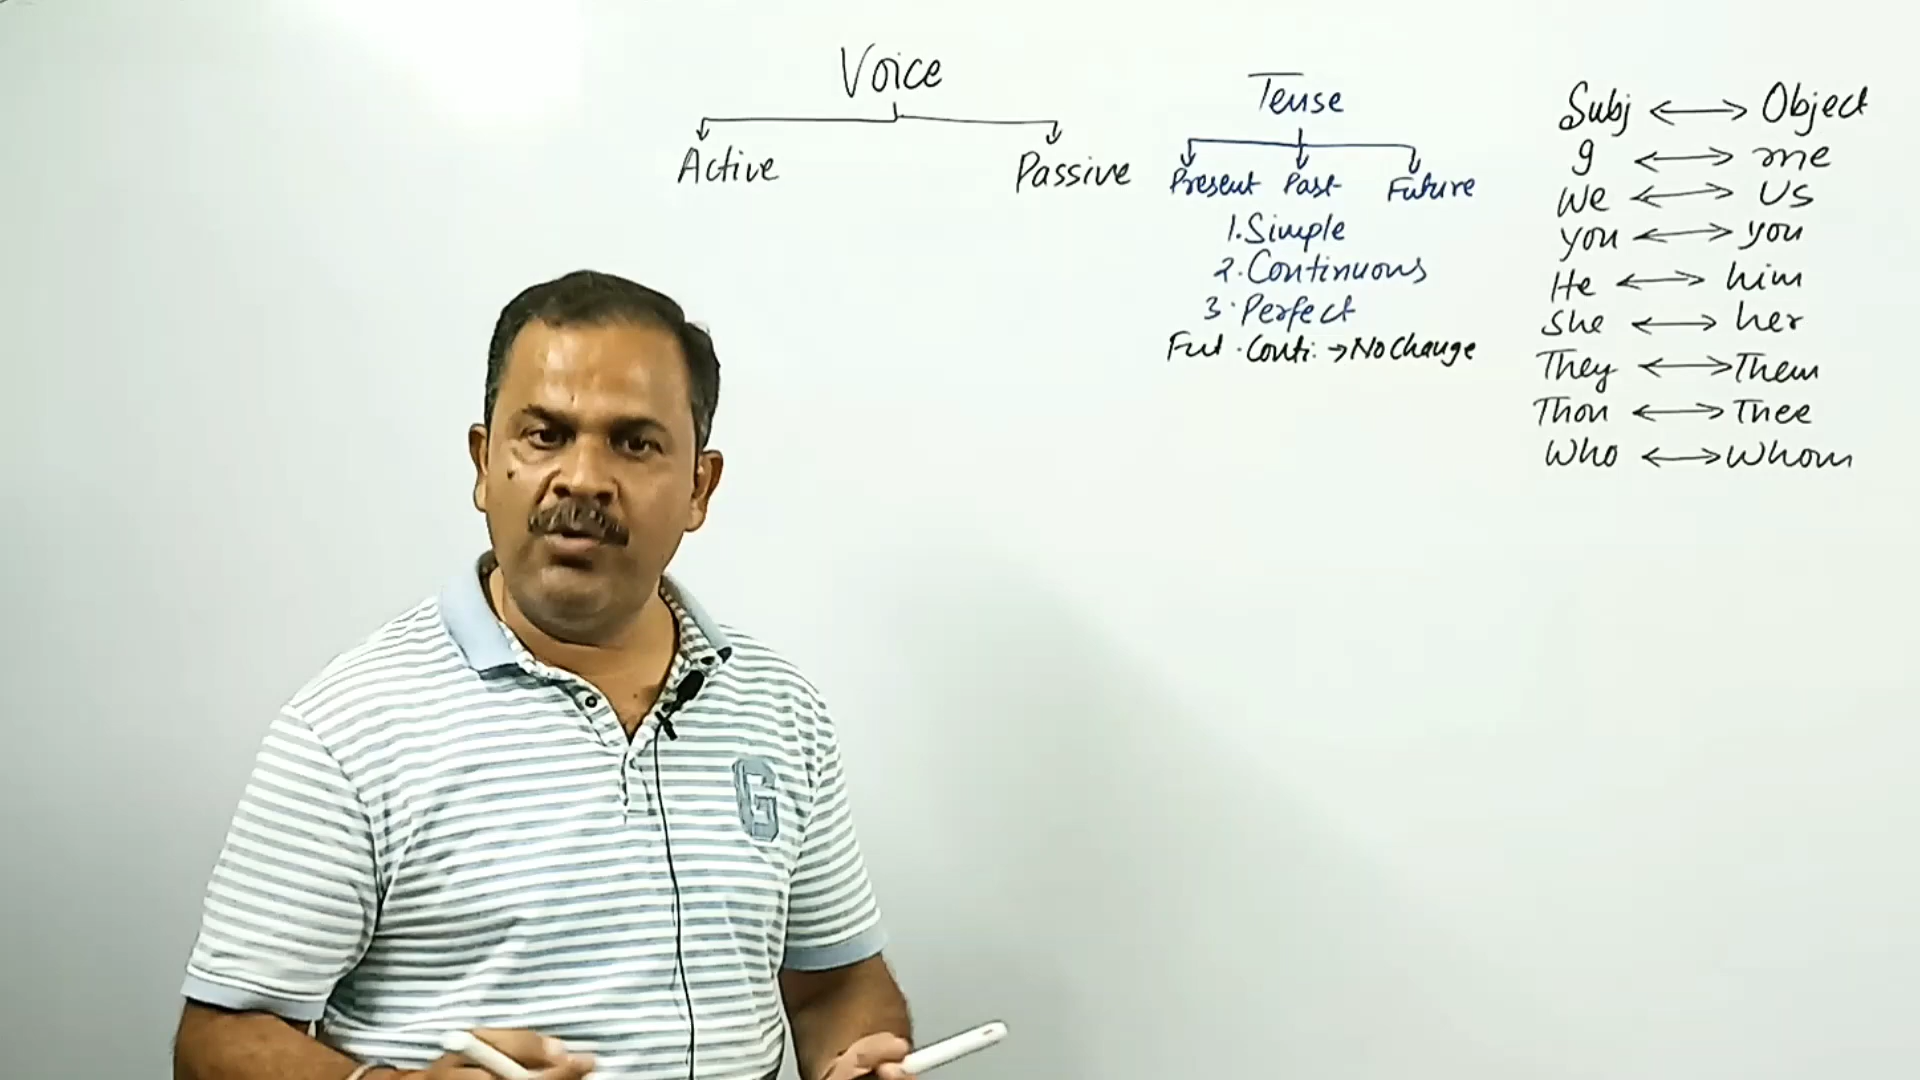 Voice
Active Passive
Tense
Present Past Future
1. Simple
2. Continuous
3. Perfect
Fut. Conti. → No Change
Subj ↔ Object
I ↔ me
We ↔ US
you ↔ you
He ↔ him
She ↔ her
They ↔ Them
Thou ↔ Thee
Who ↔ Whom
G